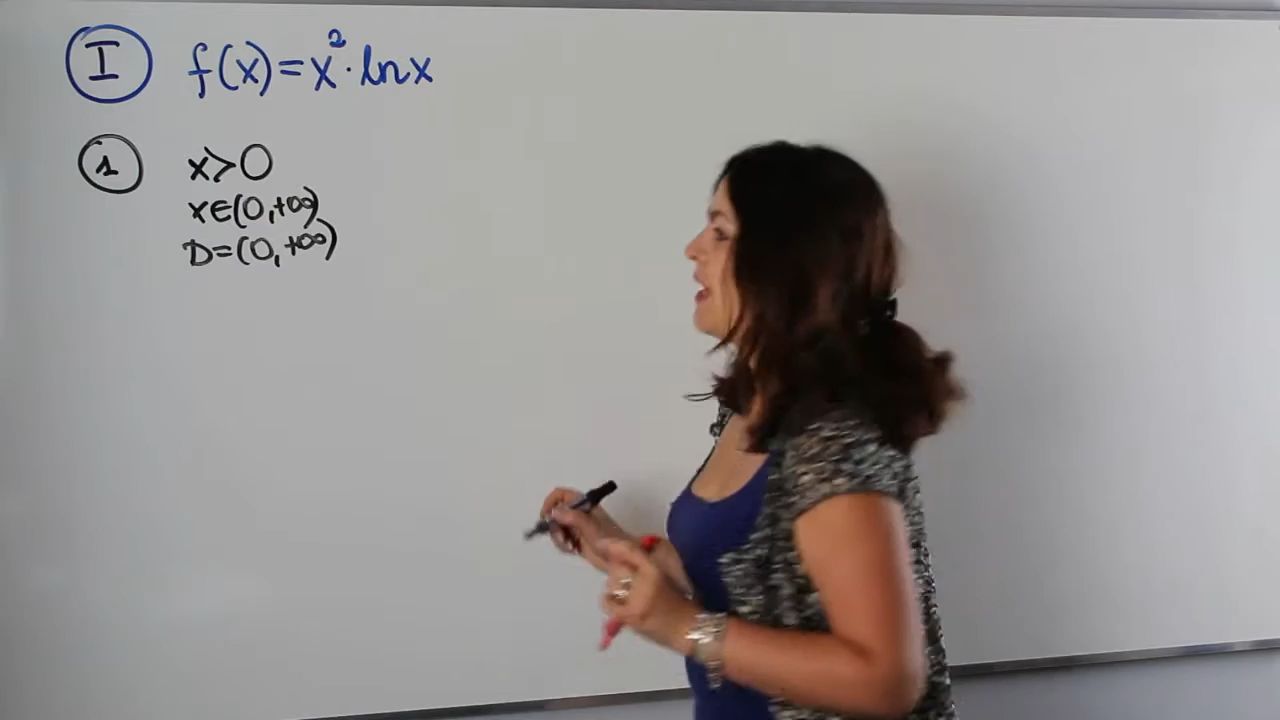 I f(x)=x²·lnx
1 x>0
x∈(0,+∞)
D=(0,+∞)